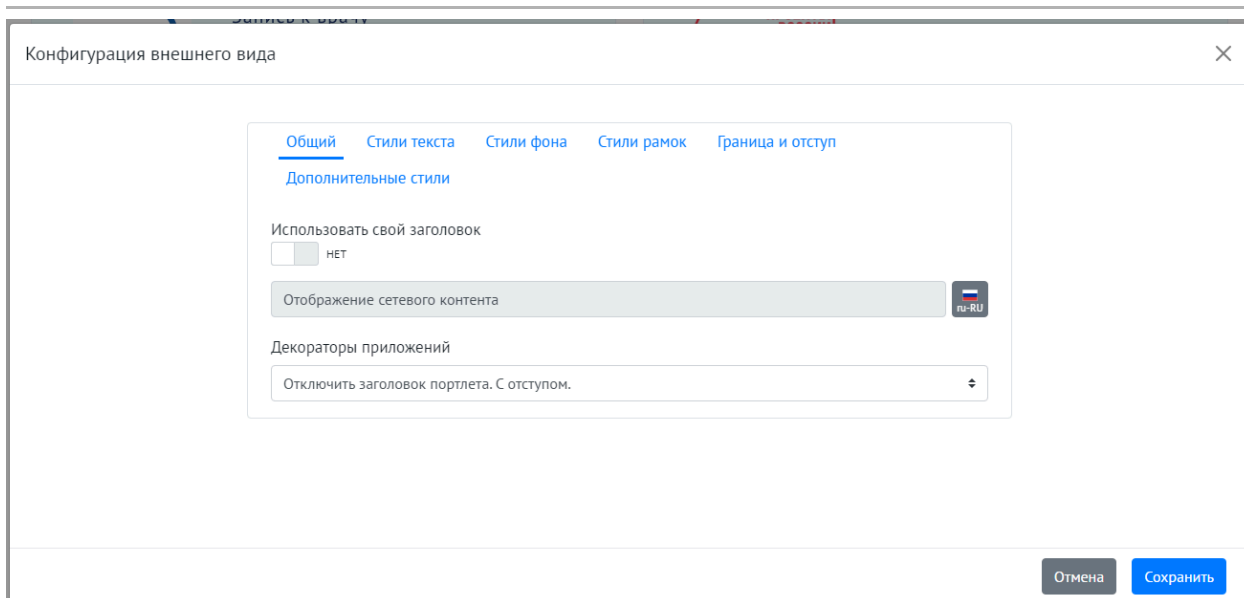 Конфигурация внешнего вида
Общий Стили текста Стили фона Стили рамок Граница и отступ
Дополнительные стили
Использовать свой заголовок
НЕТ
Отображение сетевого контента
ru-RU
Декораторы приложений
Отключить заголовок портлета. С отступом.
Отмена Сохранить